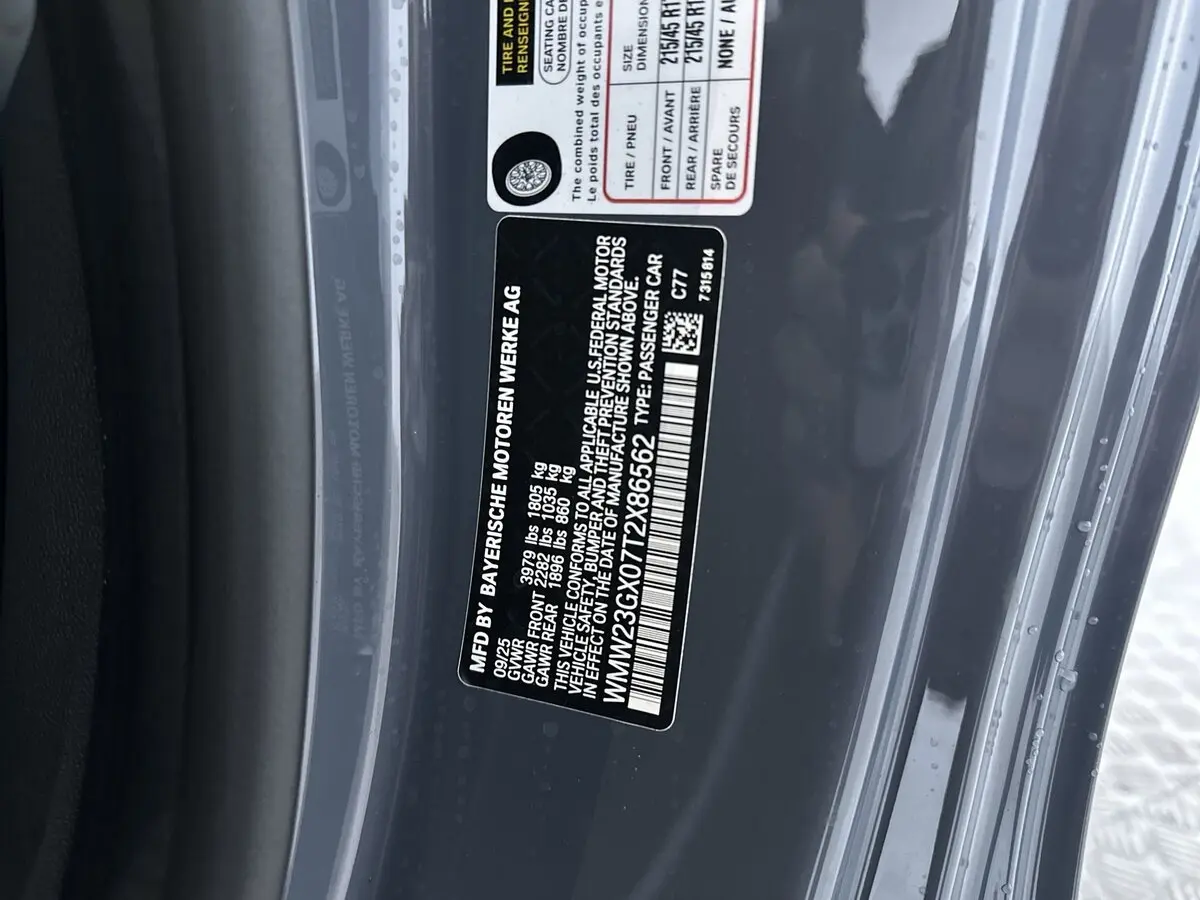 TIRE AND
RENSEIGN
SEATING CA
NOMBRE DE
The combined weight of occup
Le poids total des occupants e
TIRE / PNEU
SIZE
DIMENSION
FRONT / AVANT 215/45 R1
REAR / ARRIÈRE 215/45 R1
SPARE
DE SECOURS
NONE /
MFD BY BAYERISCHE MOTOREN WERKE AG
09/25
GVWR 3979 lbs 1805 kg
GAWR FRONT 2282 lbs 1035 kg
GAWR REAR 1896 lbs 860 kg
THIS VEHICLE CONFORMS TO ALL APPLICABLE U.S.FEDERAL MOTOR
VEHICLE SAFETY, BUMPER AND THEFT PREVENTION STANDARDS
IN EFFECT ON THE DATE OF MANUFACTURE SHOWN ABOVE.
WMW23GX07T2X86562 TYPE: PASSENGER CAR
C77
7315814